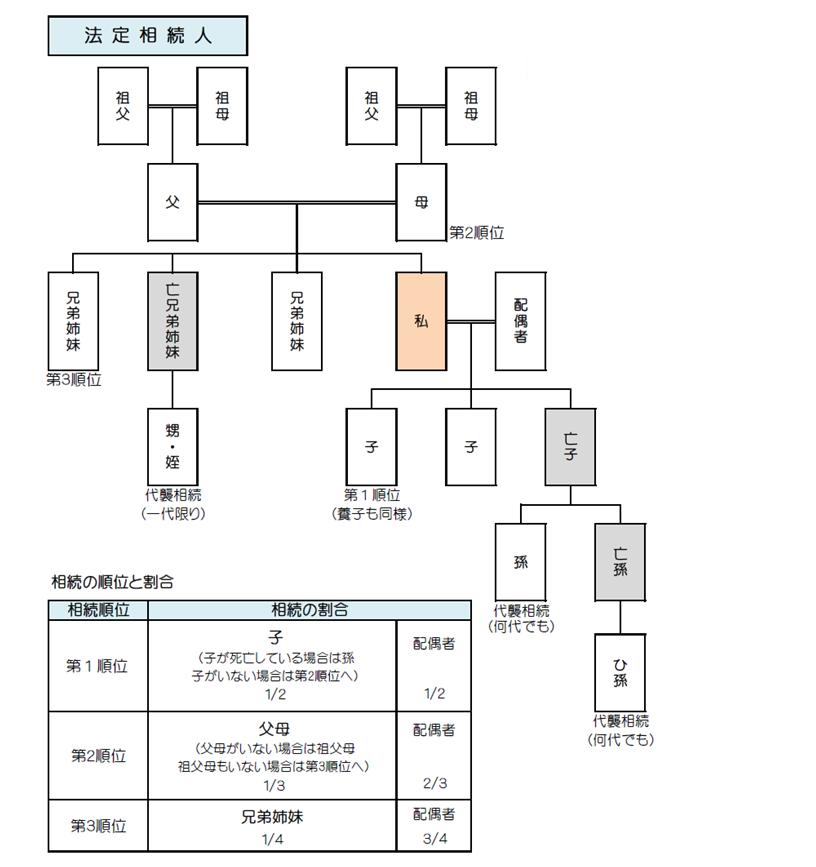 法定相続人
祖父
祖母
祖父
祖母
父
母
第2順位
兄弟姉妹
亡兄弟姉妹
兄弟姉妹
私
配偶者
第3順位
甥・姪
子
子
亡子
代襲相続
(一代限り)
第１順位
(養子も同様)
孫
亡孫
代襲相続
(何代でも)
ひ孫
代襲相続
(何代でも)
相続の順位と割合
相続順位
相続の割合
第１順位
子
(子が死亡している場合は孫
子がいない場合は第2順位へ)
1/2
配偶者
1/2
第2順位
父母
(父母がいない場合は祖父母
祖父母もいない場合は第3順位へ)
1/3
配偶者
2/3
第3順位
兄弟姉妹
1/4
配偶者
3/4